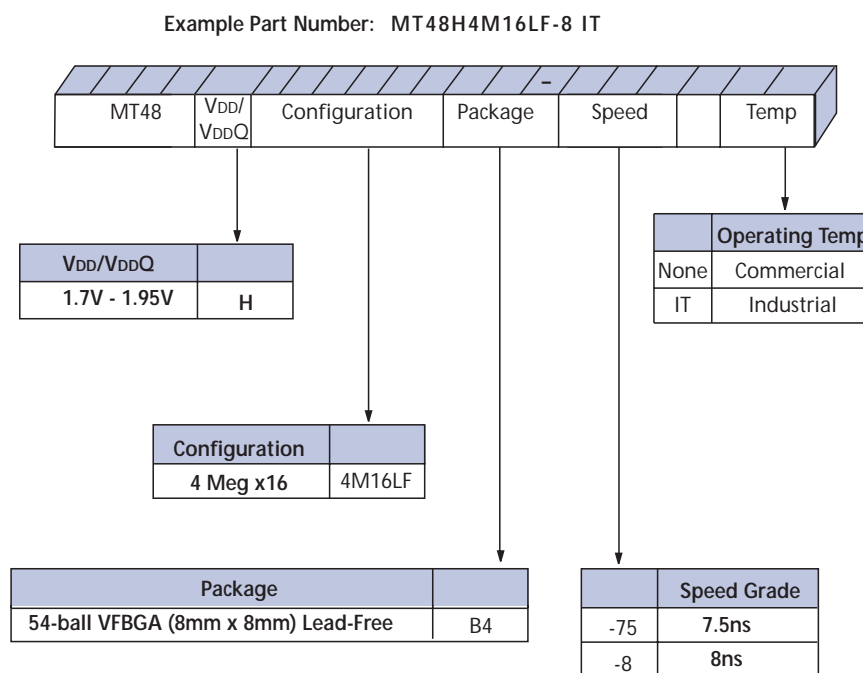 Example Part Number: MT48H4M16LF-8 IT
–
MT48 VDD/ VDDQ Configuration Package Speed Temp
Operating Temp
None Commercial
IT Industrial
VDD/VDDQ
1.7V - 1.95V H
Configuration
4 Meg x16 4M16LF
Package
54-ball VFBGA (8mm x 8mm) Lead-Free B4
Speed Grade
-75 7.5ns
-8 8ns